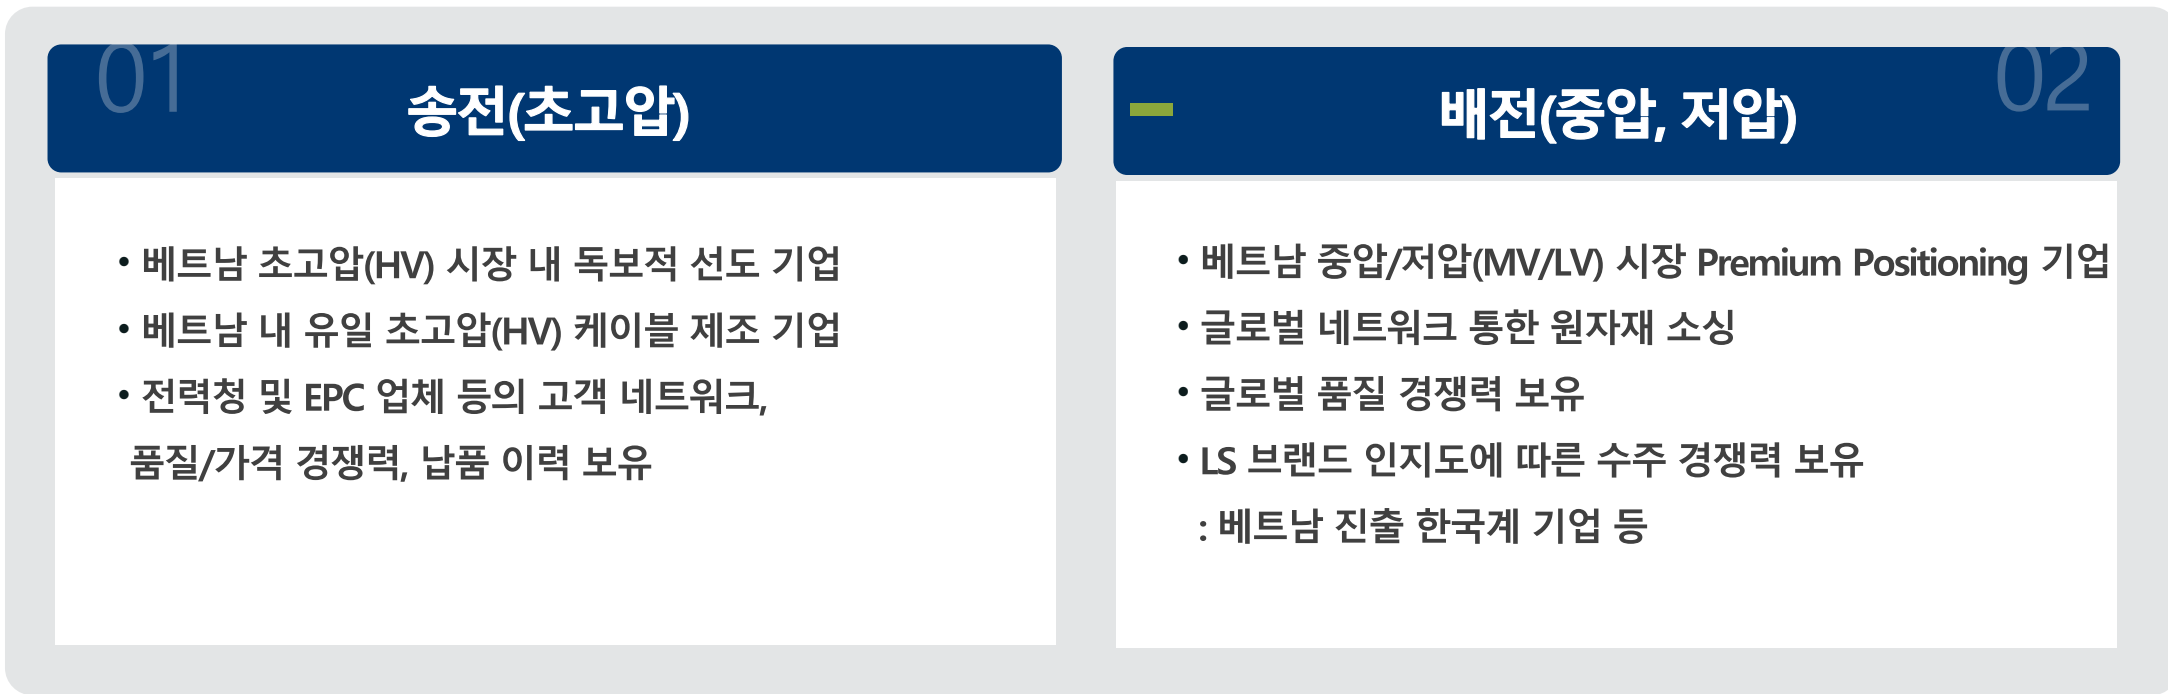 01
송전(초고압)
• 베트남 초고압(HV) 시장 내 독보적 선도 기업
• 베트남 내 유일 초고압(HV) 케이블 제조 기업
• 전력청 및 EPC 업체 등의 고객 네트워크,
품질/가격 경쟁력, 납품 이력 보유
02
배전(중압, 저압)
• 베트남 중압/저압(MV/LV) 시장 Premium Positioning 기업
• 글로벌 네트워크 통한 원자재 소싱
• 글로벌 품질 경쟁력 보유
• LS 브랜드 인지도에 따른 수주 경쟁력 보유
: 베트남 진출 한국계 기업 등